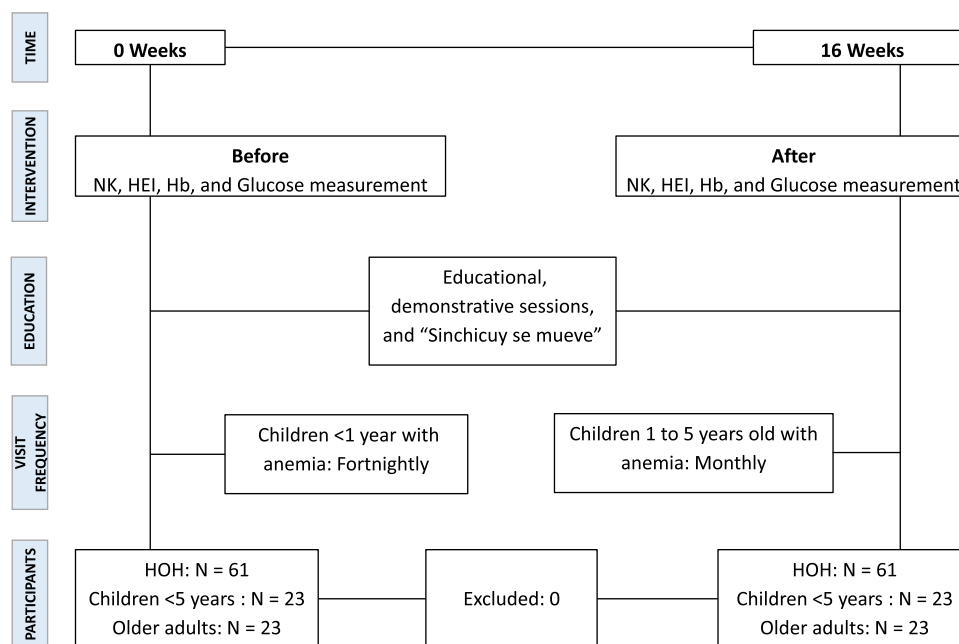 TIME
0 Weeks
16 Weeks
INTERVENTION
Before
NK, HEI, Hb, and Glucose measurement
After
NK, HEI, Hb, and Glucose measurement
EDUCATION
Educational,
demonstrative sessions,
and “Sinchicuy se mueve”
VISIT
FREQUENCY
Children <1 year with
anemia: Fortnightly
Children 1 to 5 years old with
anemia: Monthly
PARTICIPANTS
HOH: N = 61
Children <5 years : N = 23
Older adults: N = 23
Excluded: 0
HOH: N = 61
Children <5 years : N = 23
Older adults: N = 23